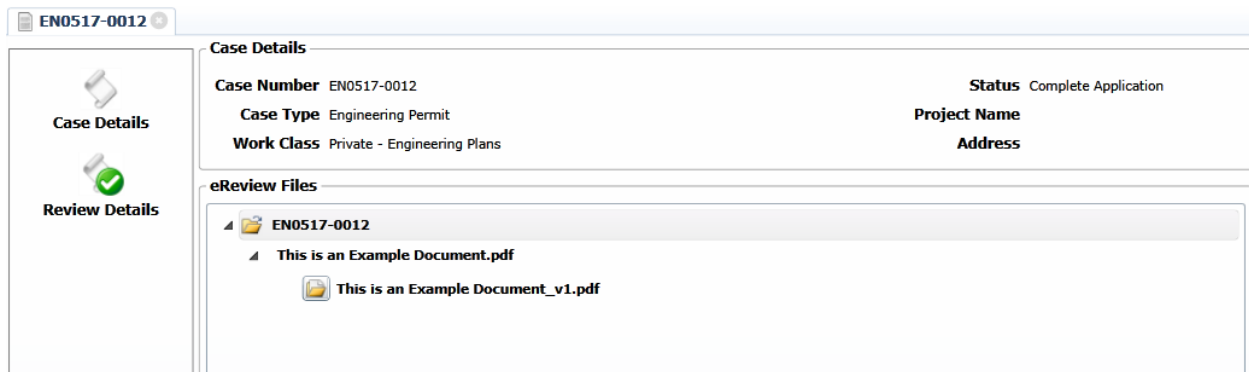 EN0517-0012
Case Details
Review Details
Case Details
Case Number EN0517-0012
Status Complete Application
Case Type Engineering Permit
Project Name
Work Class Private - Engineering Plans
Address
eReview Files
EN0517-0012
This is an Example Document.pdf
This is an Example Document_v1.pdf